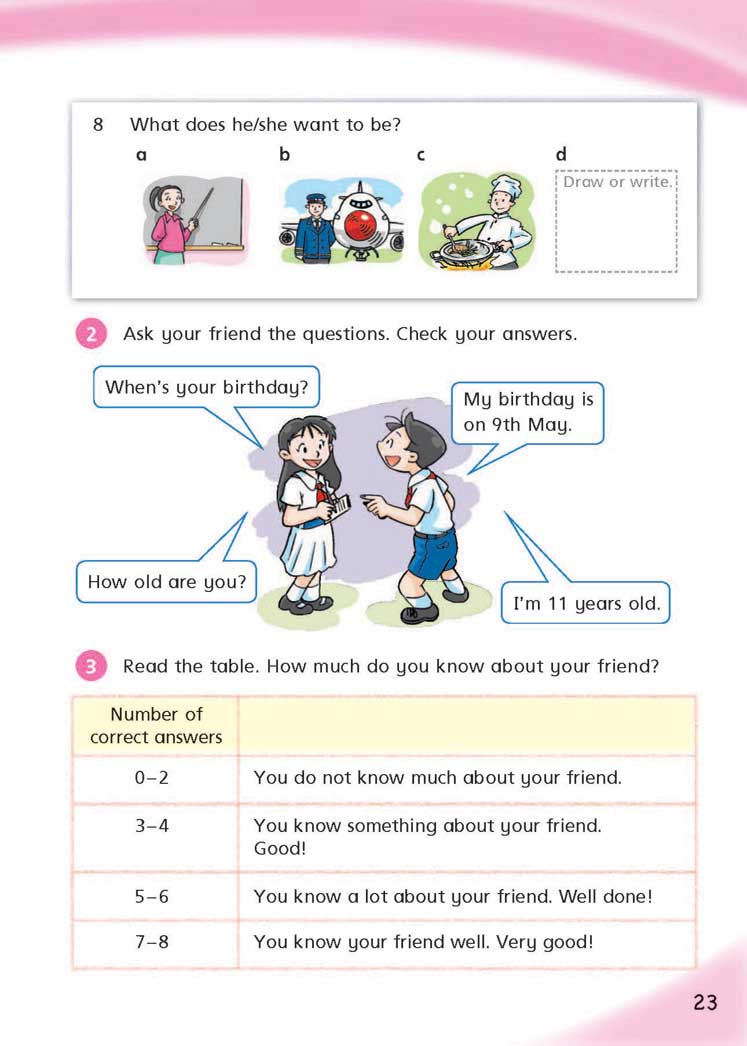 8 What does he/she want to be?
a b c d
Draw or write.
2 Ask your friend the questions. Check your answers.
When's your birthday?
My birthday is
on 9th May.
How old are you?
I'm 11 years old.
3 Read the table. How much do you know about your friend?
Number of
correct answers
0–2 You do not know much about your friend.
3–4 You know something about your friend.
Good!
5–6 You know a lot about your friend. Well done!
7–8 You know your friend well. Very good!
23